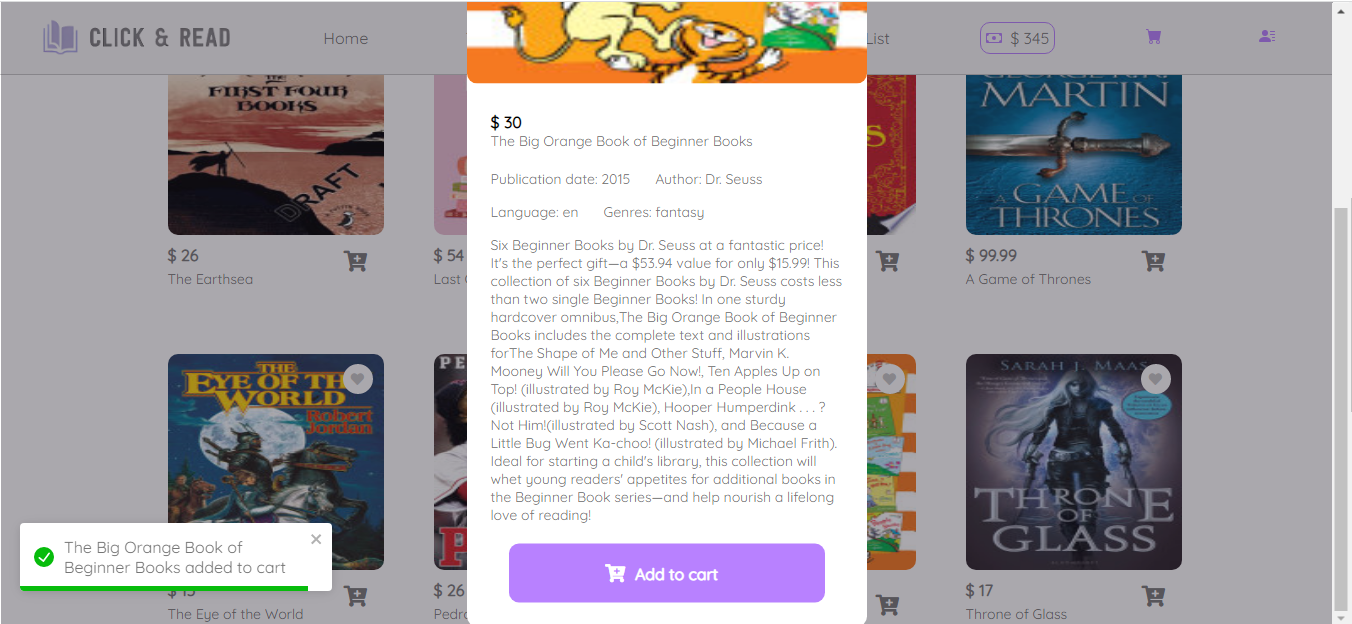 CLICK & READ
Home
List
$ 345
FIRST FOUR
BOOKS
DRAFT
$ 26
The Earthsea
$ 54
Last
MARTIN
A GAME OF
THRONES
$ 99.99
A Game of Thrones
$ 30
The Big Orange Book of Beginner Books
Publication date: 2015 Author: Dr. Seuss
Language: en Genres: fantasy
Six Beginner Books by Dr. Seuss at a fantastic price!
It's the perfect gift—a $53.94 value for only $15.99! This
collection of six Beginner Books by Dr. Seuss costs less
than two single Beginner Books! In one sturdy
hardcover omnibus,The Big Orange Book of Beginner
Books includes the complete text and illustrations
forThe Shape of Me and Other Stuff, Marvin K.
Mooney Will You Please Go Now!, Ten Apples Up on
Top! (illustrated by Roy McKie),In a People House
(illustrated by Roy McKie), Hooper Humperdink . . . ?
Not Him!(illustrated by Scott Nash), and Because a
Little Bug Went Ka-choo! (illustrated by Michael Frith).
Ideal for starting a child's library, this collection will
whet young readers' appetites for additional books in
the Beginner Book series—and help nourish a lifelong
love of reading!
Add to cart
THE
EYE OF THE
WORLD
Robert
Jordan
The Eye of the World
PE
$ 26
Pedro
SARAH J. MAAS
THRONE
OF
GLASS
$ 17
Throne of Glass
The Big Orange Book of
Beginner Books added to cart